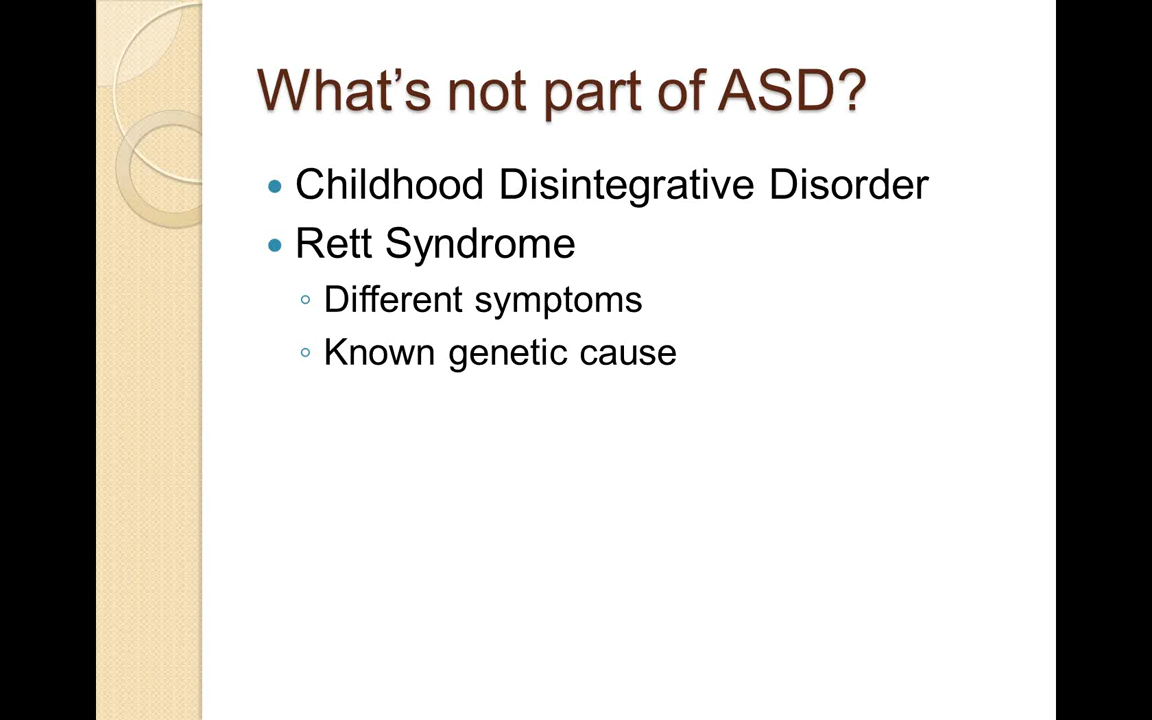 What’s not part of ASD?
• Childhood Disintegrative Disorder
• Rett Syndrome
◦ Different symptoms
◦ Known genetic cause